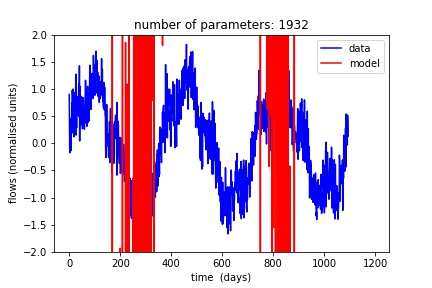 number of parameters: 1932
flows (normalised units)
2.0
1.5
1.0
0.5
0.0
−0.5
−1.0
−1.5
−2.0
data
model
0 200 400 600 800 1000 1200
time (days)